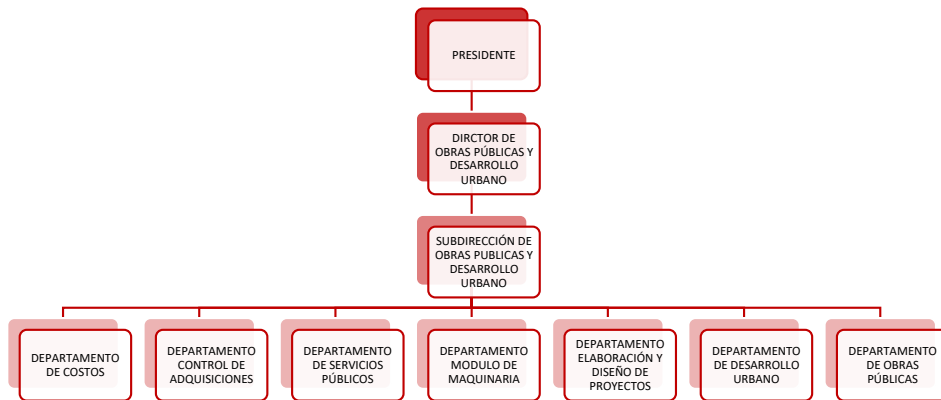 PRESIDENTE
DIRCTOR DE
OBRAS PÚBLICAS Y
DESARROLLO
URBANO
SUBDIRECCIÓN DE
OBRAS PUBLICAS Y
DESARROLLO
URBANO
DEPARTAMENTO
DE COSTOS
DEPARTAMENTO
CONTROL DE
ADQUISICIONES
DEPARTAMENTO
DE SERVICIOS
PÚBLICOS
DEPARTAMENTO
MODULO DE
MAQUINARIA
DEPARTAMENTO
ELABORACIÓN Y
DISEÑO DE
PROYECTOS
DEPARTAMENTO
DE DESARROLLO
URBANO
DEPARTAMENTO
DE OBRAS
PÚBLICAS